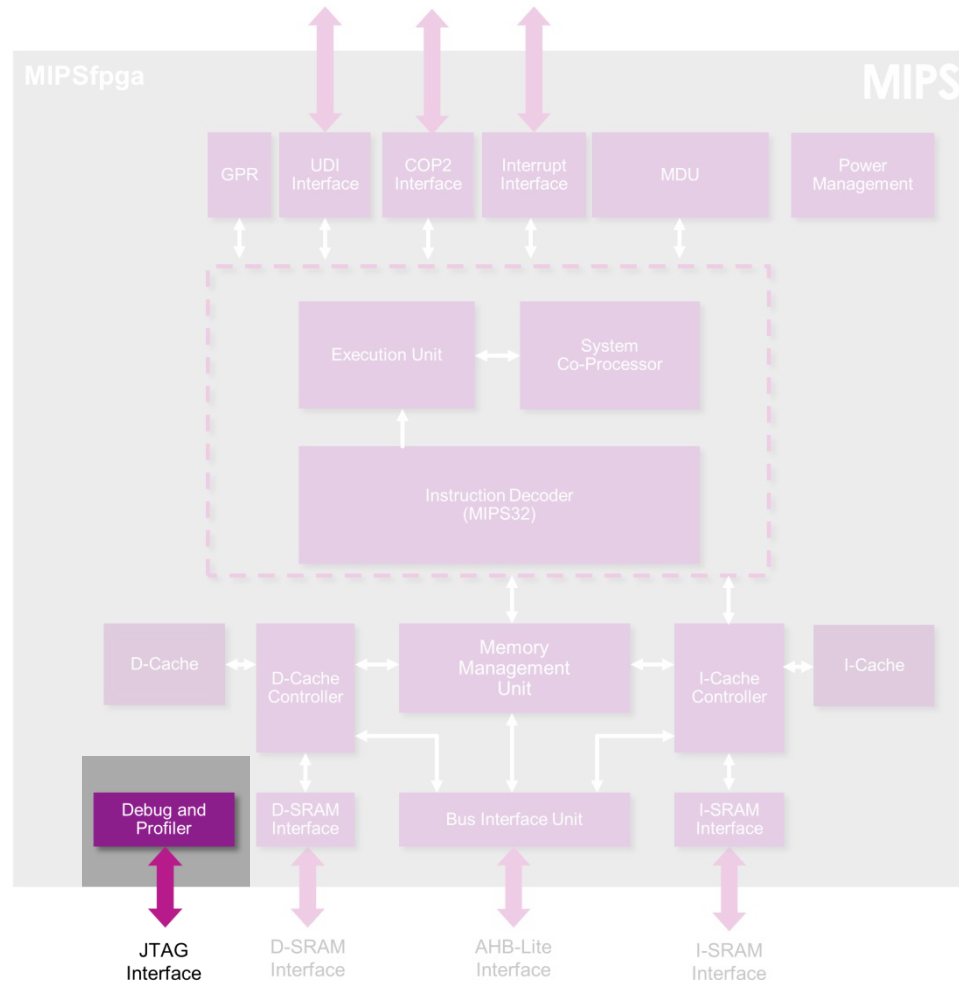 MIPSfpga
MIPS
GPR
UDI
Interface
COP2
Interface
Interrupt
Interface
MDU
Power
Management
Execution Unit
System
Co-Processor
Instruction Decoder
(MIPS32)
D-Cache
D-Cache
Controller
Memory
Management
Unit
I-Cache
Controller
I-Cache
Debug and
Profiler
D-SRAM
Interface
Bus Interface Unit
I-SRAM
Interface
JTAG
Interface
D-SRAM
Interface
AHB-Lite
Interface
I-SRAM
Interface